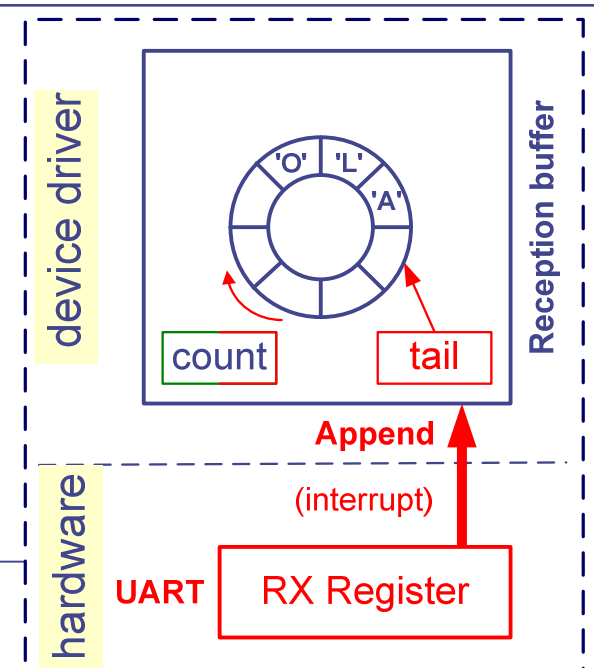 device driver
Reception buffer
'O'
'L'
'A'
count
tail
Append
(interrupt)
hardware
UART
RX Register